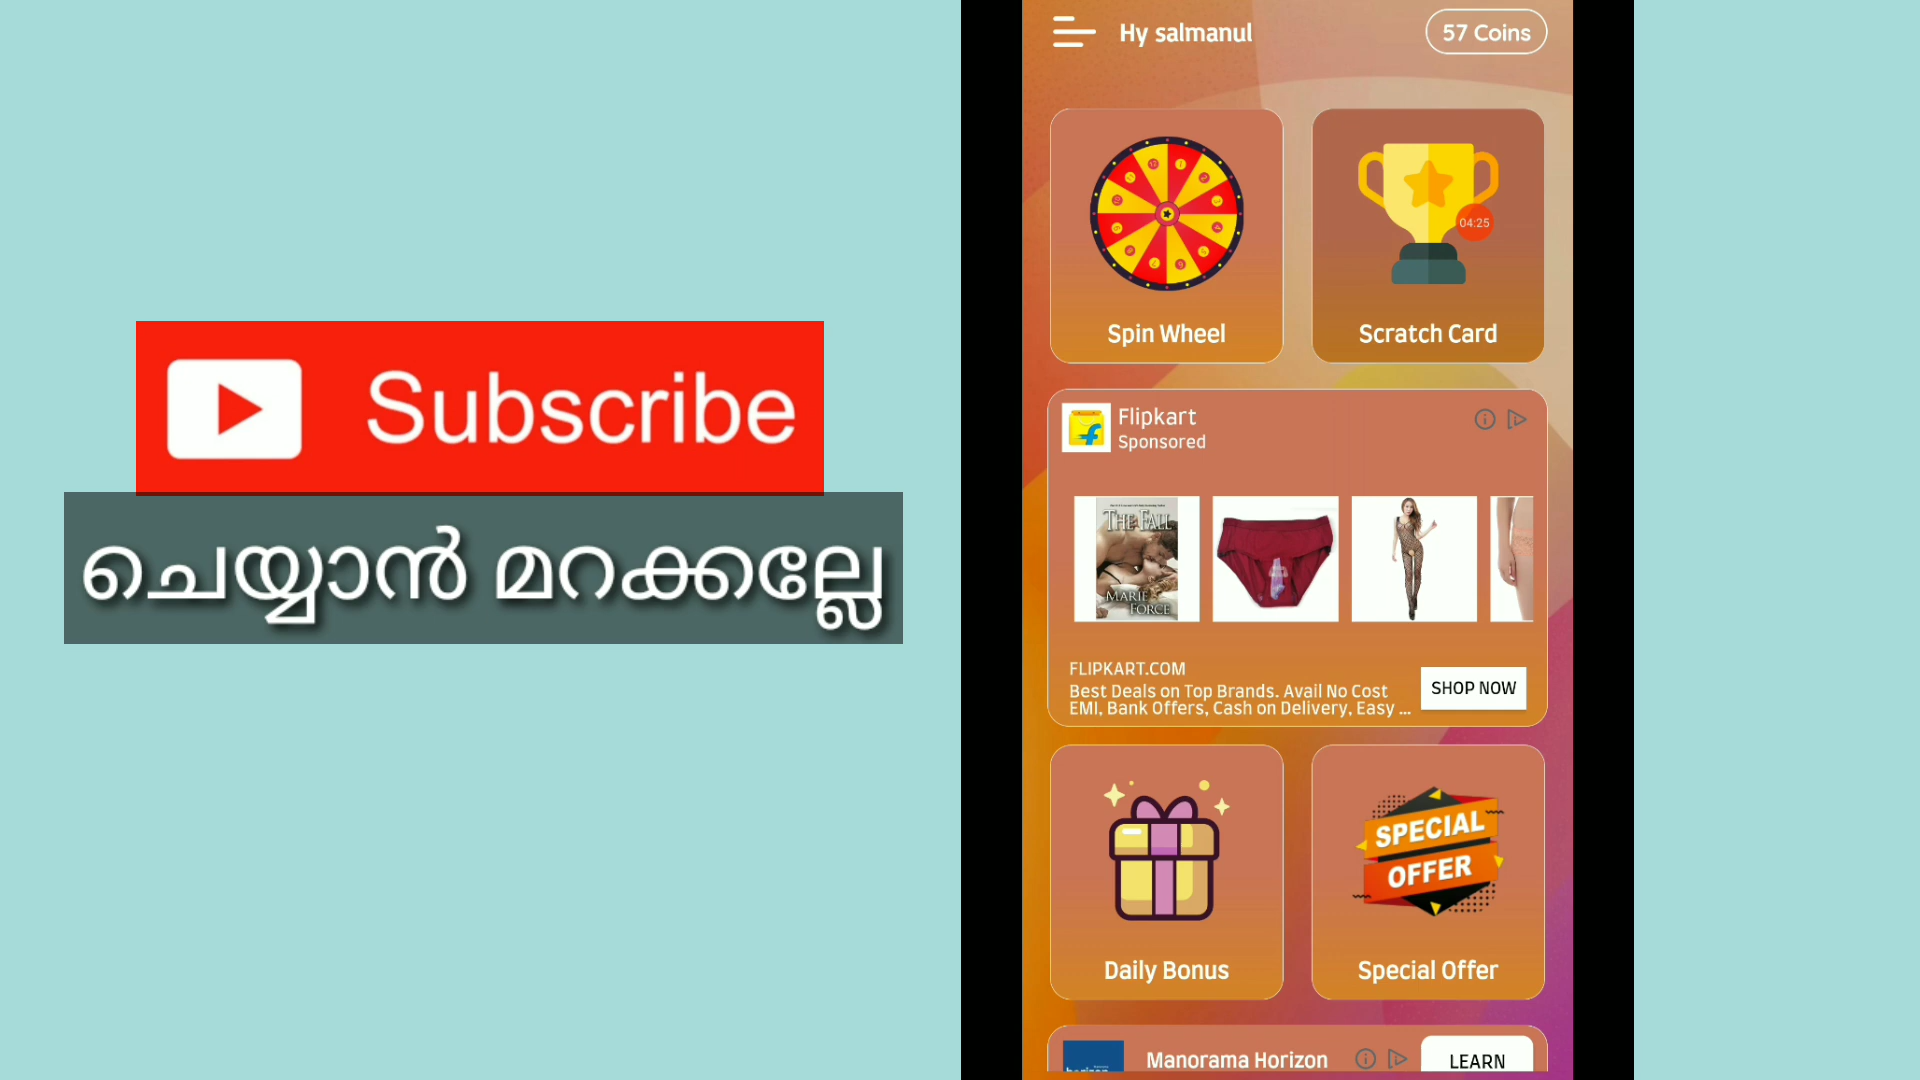 Subscribe
ചെയ്യാൻ മറക്കല്ലേ
Hy salmanul
57 Coins
04:25
Spin Wheel
Scratch Card
Flipkart
Sponsored
THE FALL
MARIE
FORCE
FLIPKART.COM
Best Deals on Top Brands. Avail No Cost
EMI, Bank Offers, Cash on Delivery, Easy ...
SHOP NOW
SPECIAL
OFFER
Daily Bonus
Special Offer
Manorama Horizon
LEARN